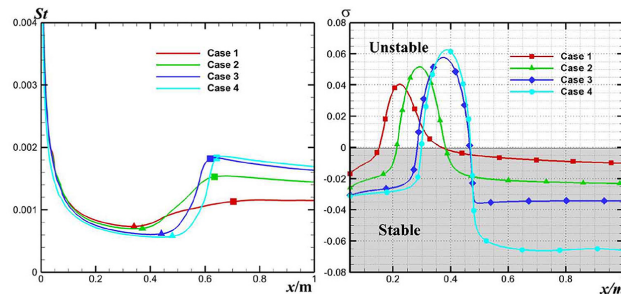 St
0.004
0.003
0.002
0.001
0
0
0.2
0.4
0.6
0.8
1
x/m
Case 1
Case 2
Case 3
Case 4
σ
0.08
0.06
0.04
0.02
0
-0.02
-0.04
-0.06
-0.08
0.2
0.4
0.6
0.8
x/m
Unstable
Stable
Case 1
Case 2
Case 3
Case 4